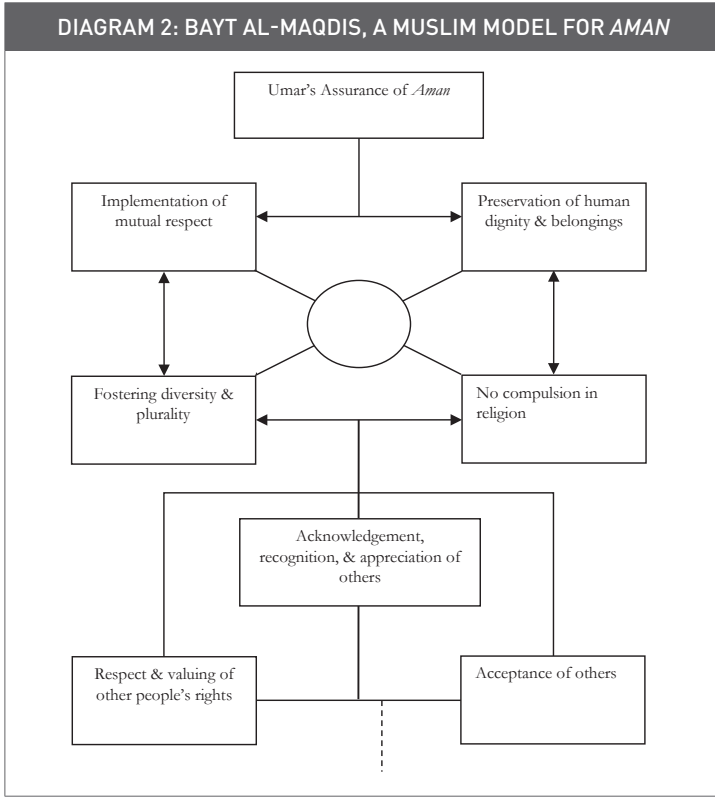 DIAGRAM 2: BAYT AL-MAQDIS, A MUSLIM MODEL FOR AMAN
Umar’s Assurance of Aman
Implementation of
mutual respect
Preservation of human
dignity & belongings
Fostering diversity &
plurality
No compulsion in
religion
Acknowledgement,
recognition, & appreciation of
others
Respect & valuing of
other people’s rights
Acceptance of others